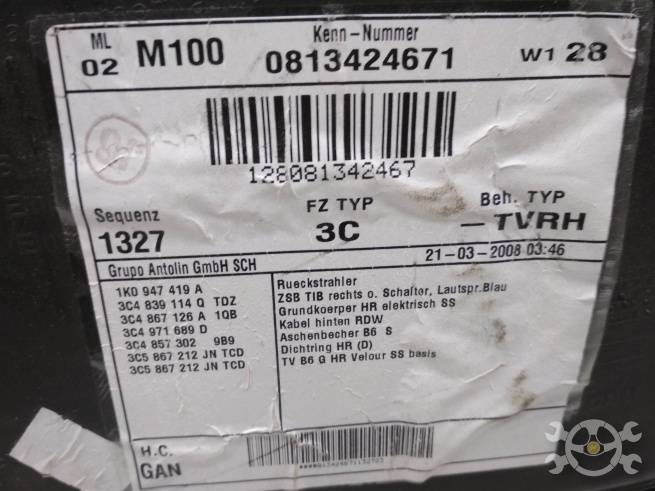 ML
02
M100
Kenn-Nummer
0813424671
W1 28
128081342467
Sequenz
1327
FZ TYP
3C
Beh. TYP
-TVRH
Grupo Antolin GmbH SCH
21-03-2008 03:46
1K0 947 419 A
3C4 839 114 Q TDZ
3C4 867 126 A 1QB
3C4 971 689 D
3C4 857 302 9B9
3C5 867 212 JN TCD
3C5 867 212 JN TCD
Rueckstrahler
ZSB TIB rechts o. Schalter, Lautspr.Blau
Grundkoerper HR elektrisch SS
Kabel hinten RDW
Aschenbecher B6 S
Dichtring HR (D)
TV B6 G HR Velour SS basis
H.C.
GAN